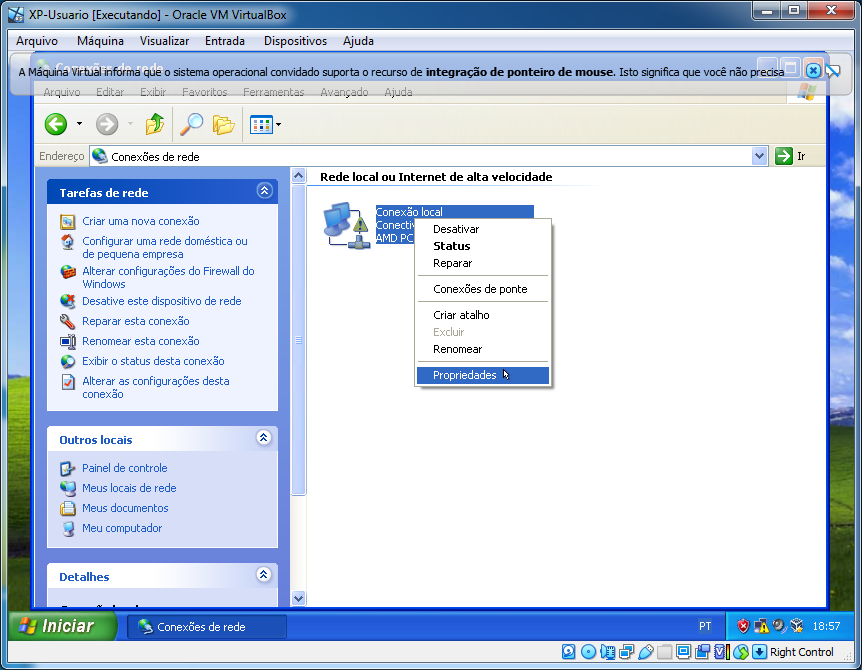 XP-Usuario [Executando] - Oracle VM VirtualBox
Arquivo Máquina Visualizar Entrada Dispositivos Ajuda
Conexões de rede
A Máquina Virtual informa que o sistema operacional convidado suporta o recurso de integração de ponteiro de mouse. Isto significa que você não precisa
Arquivo Editar Exibir Favoritos Ferramentas Avançado Ajuda
Endereço Conexões de rede Ir
Tarefas de rede
Criar uma nova conexão
Configurar uma rede doméstica ou
de pequena empresa
Alterar configurações do Firewall do
Windows
Desative este dispositivo de rede
Reparar esta conexão
Renomear esta conexão
Exibir o status desta conexão
Alterar as configurações desta
conexão
Outros locais
Painel de controle
Meus locais de rede
Meus documentos
Meu computador
Detalhes
Rede local ou Internet de alta velocidade
Conexão local
Conectiv
AMD PC
Desativar
Status
Reparar
Conexões de ponte
Criar atalho
Excluir
Renomear
Propriedades
Iniciar Conexões de rede PT 18:57
Right Control